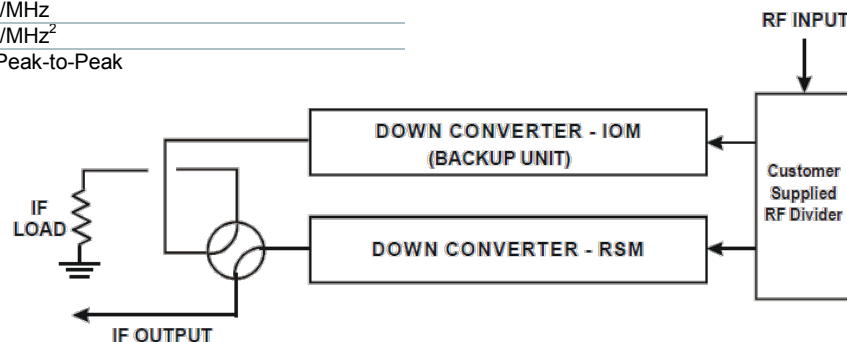 /MHz
/MHz²
Peak-to-Peak
RF INPUT
DOWN CONVERTER - IOM
(BACKUP UNIT)
Customer
Supplied
RF Divider
IF
LOAD
DOWN CONVERTER - RSM
IF OUTPUT